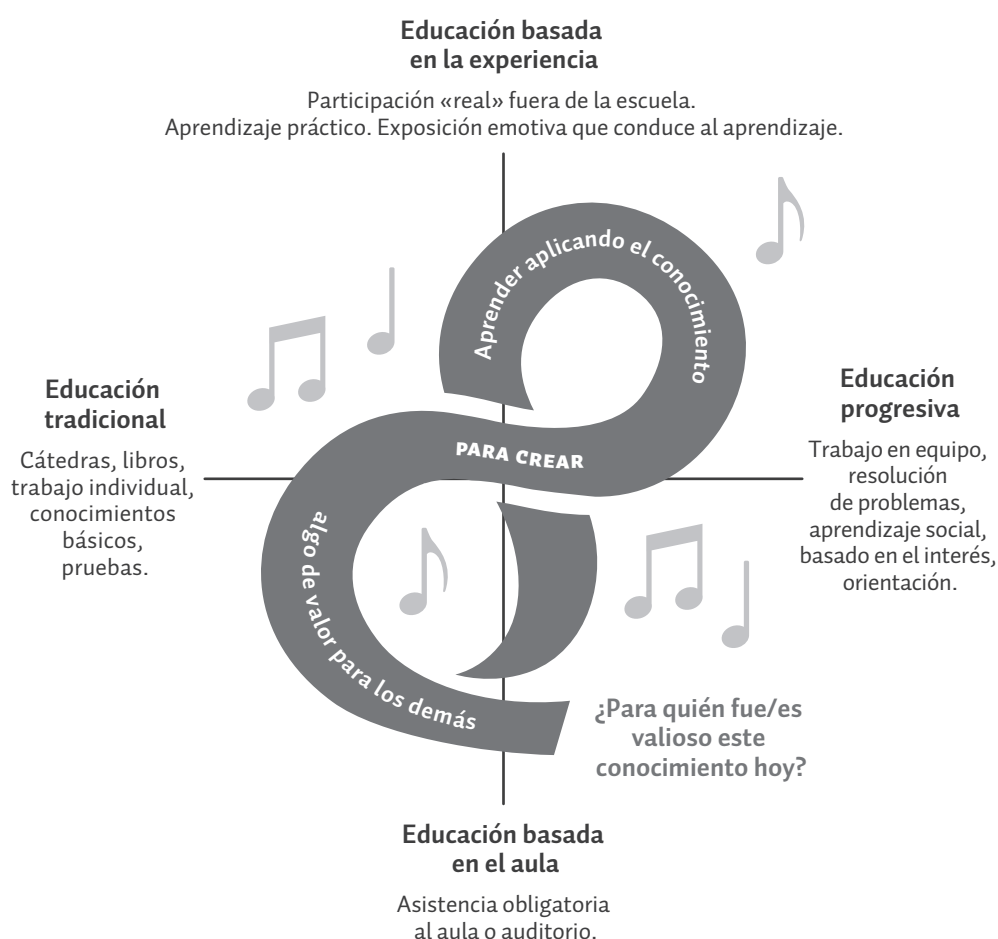 Educación basada
en la experiencia
Participación «real» fuera de la escuela.
Aprendizaje práctico. Exposición emotiva que conduce al aprendizaje.
Aprender aplicando el conocimiento
PARA CREAR
algo de valor para los demás
Educación
tradicional
Cátedras, libros,
trabajo individual,
conocimientos
básicos,
pruebas.
Educación
progresiva
Trabajo en equipo,
resolución
de problemas,
aprendizaje social,
basado en el interés,
orientación.
¿Para quién fue/es
valioso este
conocimiento hoy?
Educación basada
en el aula
Asistencia obligatoria
al aula o auditorio.